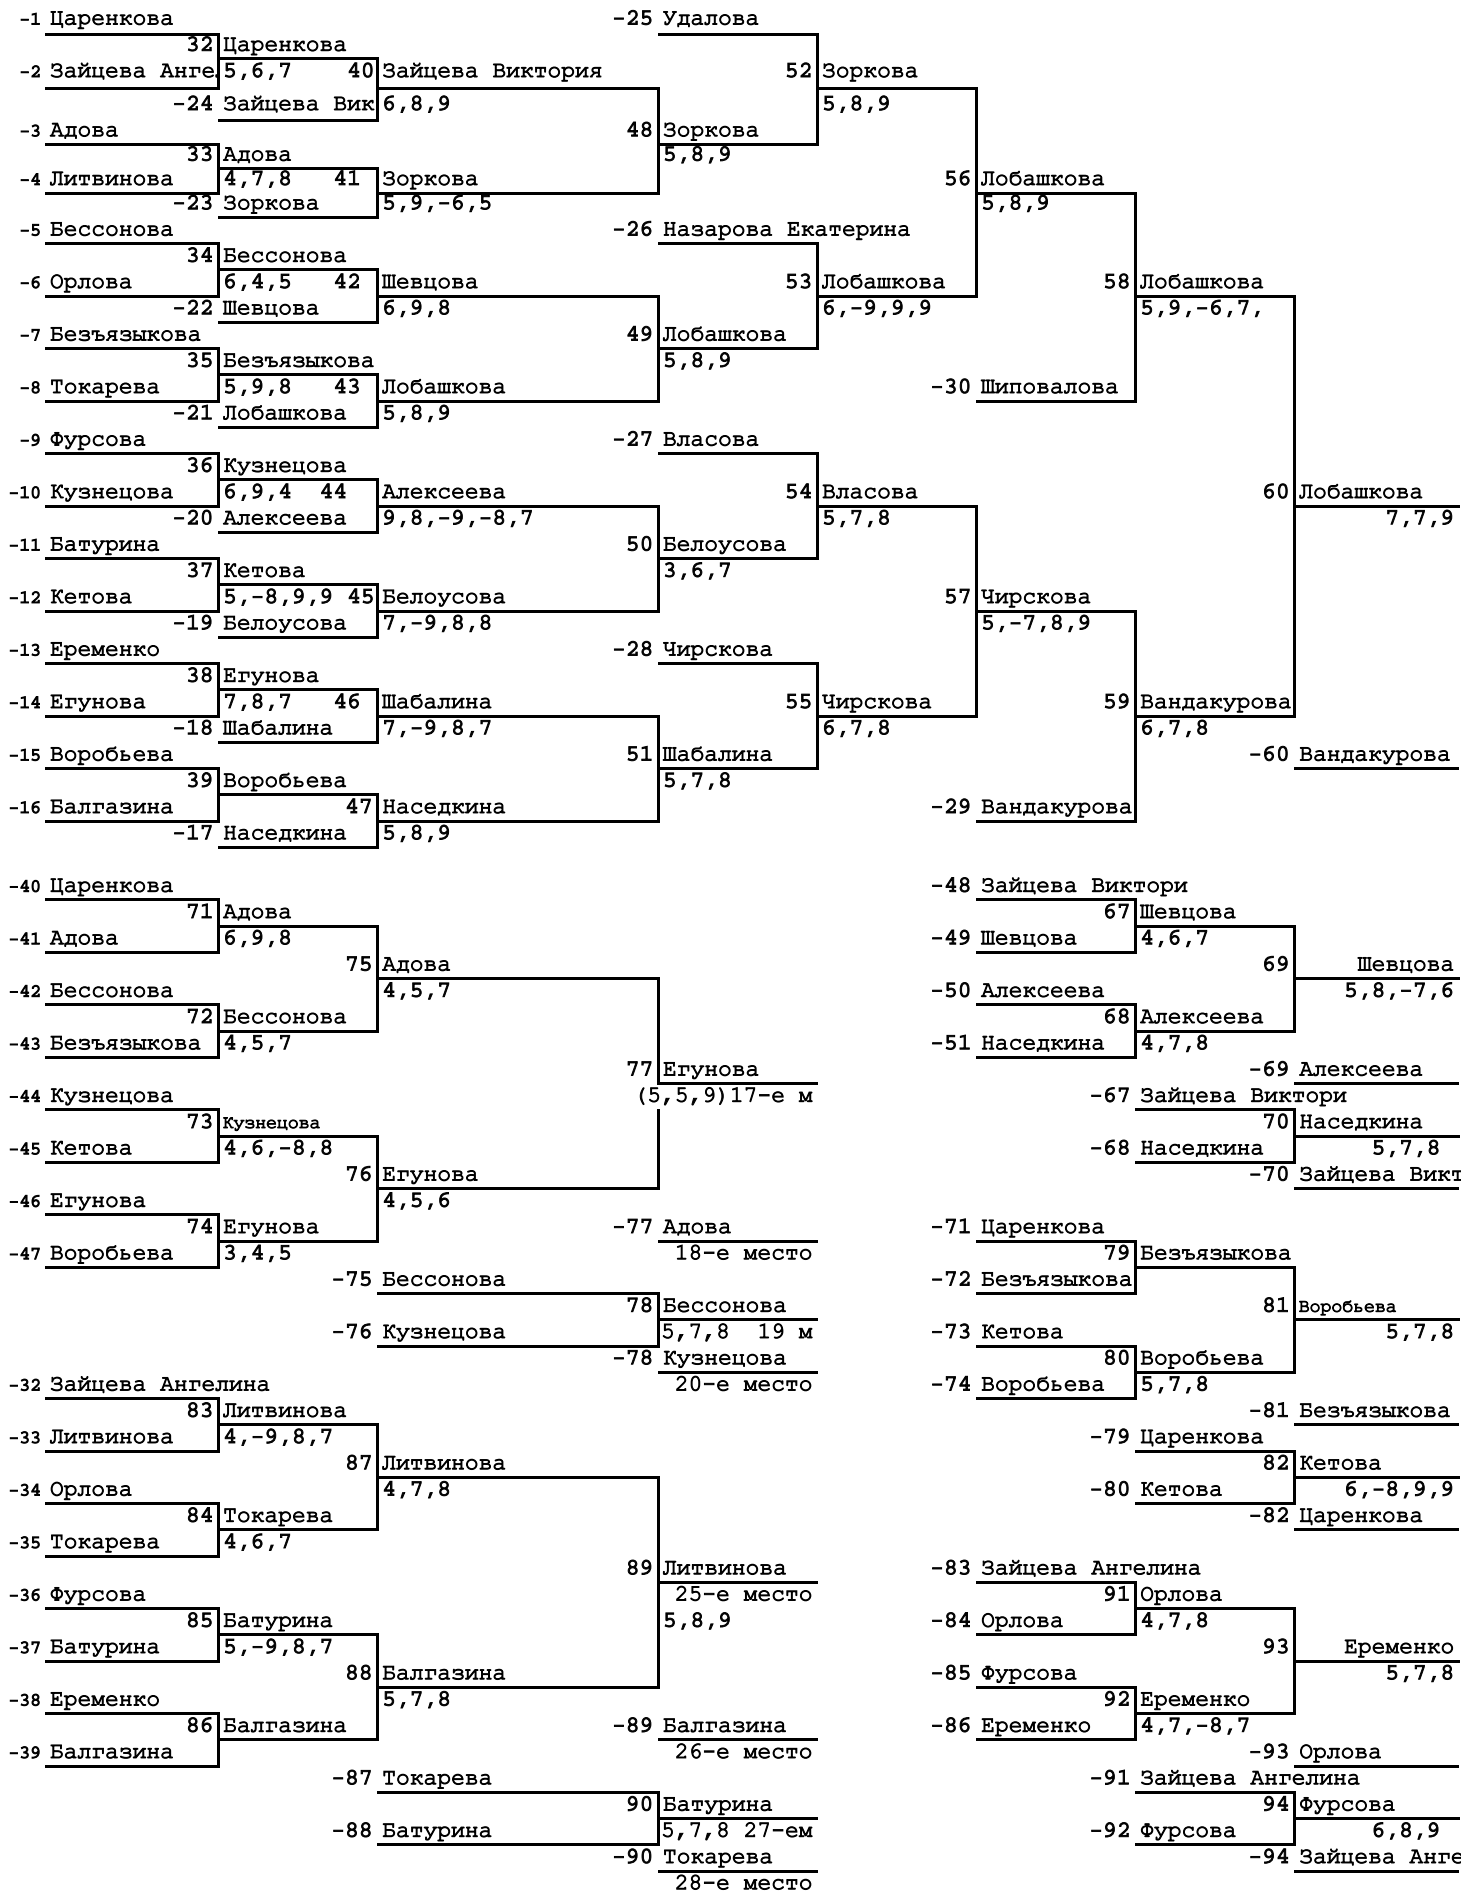 -1 Царенкова -25 Удалова
32 Царенкова
-2 Зайцева Анге 5,6,7 40 Зайцева Виктория 52 Зоркова
-24 Зайцева Вик 6,8,9 5,8,9
-3 Адова 48 Зоркова
33 Адова 5,8,9
-4 Литвинова 4,7,8 41 Зоркова 56 Лобашкова
-23 Зоркова 5,9,-6,5 5,8,9
-5 Бессонова -26 Назарова Екатерина
34 Бессонова
-6 Орлова 6,4,5 42 Шевцова 53 Лобашкова 58 Лобашкова
-22 Шевцова 6,9,8 6,-9,9,9 5,9,-6,7,
-7 Безъязыкова 49 Лобашкова
35 Безъязыкова 5,8,9
-8 Токарева 5,9,8 43 Лобашкова -30 Шиповалова
-21 Лобашкова 5,8,9
-9 Фурсова -27 Власова
36 Кузнецова
-10 Кузнецова 6,9,4 44 Алексеева 54 Власова 60 Лобашкова
-20 Алексеева 9,8,-9,-8,7 5,7,8 7,7,9
-11 Батурина 50 Белоусова
37 Кетова 3,6,7
-12 Кетова 5,-8,9,9 45 Белоусова 57 Чирскова
-19 Белоусова 7,-9,8,8 5,-7,8,9
-13 Еременко -28 Чирскова
38 Егунова
-14 Егунова 7,8,7 46 Шабалина 55 Чирскова 59 Вандакурова
-18 Шабалина 7,-9,8,7 6,7,8 6,7,8
-15 Воробьева 51 Шабалина -60 Вандакурова
39 Воробьева 5,7,8
-16 Балгазина 47 Наседкина -29 Вандакурова
-17 Наседкина 5,8,9
-40 Царенкова -48 Зайцева Виктори
71 Адова 67 Шевцова
-41 Адова 6,9,8 -49 Шевцова 4,6,7
75 Адова 69 Шевцова
-42 Бессонова 4,5,7 -50 Алексеева 5,8,-7,6
72 Бессонова 68 Алексеева
-43 Безъязыкова 4,5,7 -51 Наседкина 4,7,8
77 Егунова -69 Алексеева
-44 Кузнецова (5,5,9)17-е м -67 Зайцева Виктори
73 Кузнецова 70 Наседкина
-45 Кетова 4,6,-8,8 -68 Наседкина 5,7,8
76 Егунова -70 Зайцева Викт
-46 Егунова 4,5,6
74 Егунова -77 Адова -71 Царенкова
-47 Воробьева 3,4,5 18-е место 79 Безъязыкова
-75 Бессонова -72 Безъязыкова
78 Бессонова 81 Воробьева
-76 Кузнецова 5,7,8 19 м -73 Кетова 5,7,8
-78 Кузнецова 80 Воробьева
-32 Зайцева Ангелина 20-е место -74 Воробьева 5,7,8
83 Литвинова -81 Безъязыкова
-33 Литвинова 4,-9,8,7 -79 Царенкова
87 Литвинова 82 Кетова
-34 Орлова 4,7,8 -80 Кетова 6,-8,9,9
84 Токарева -82 Царенкова
-35 Токарева 4,6,7
89 Литвинова -83 Зайцева Ангелина
-36 Фурсова 25-е место 91 Орлова
85 Батурина 5,8,9 -84 Орлова 4,7,8
-37 Батурина 5,-9,8,7 93 Еременко
88 Балгазина -85 Фурсова 5,7,8
-38 Еременко 5,7,8 92 Еременко
86 Балгазина -89 Балгазина -86 Еременко 4,7,-8,7
-39 Балгазина 26-е место -93 Орлова
-87 Токарева -91 Зайцева Ангелина
90 Батурина 94 Фурсова
-88 Батурина 5,7,8 27-ем -92 Фурсова 6,8,9
-90 Токарева -94 Зайцева Анге
28-е место